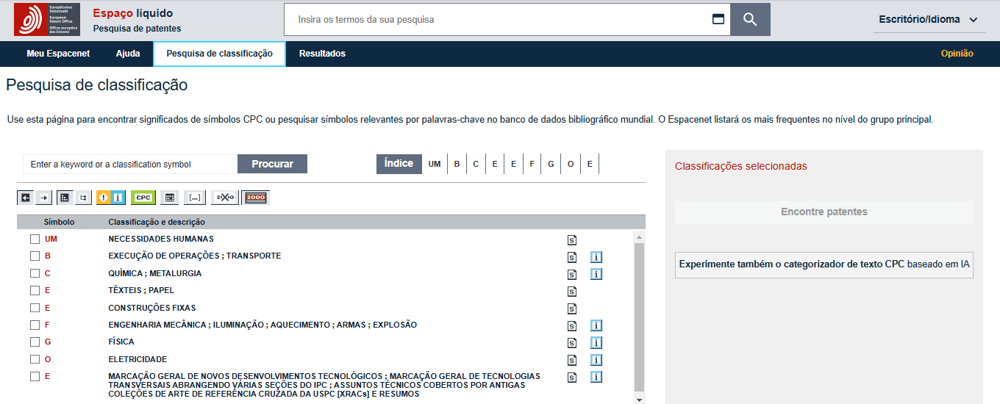 Europäisches
Patentamt
European
Patent Office
Office européen
des brevets
Espaço líquido
Pesquisa de patentes
Insira os termos da sua pesquisa
Escritório/Idioma
Meu Espacenet
Ajuda
Pesquisa de classificação
Resultados
Opinião
Pesquisa de classificação
Use esta página para encontrar significados de símbolos CPC ou pesquisar símbolos relevantes por palavras-chave no banco de dados bibliográfico mundial. O Espacenet listará os mais frequentes no nível do grupo principal.
Enter a keyword or a classification symbol
Procurar
Índice UM B C E E F G O E
CPC [...] 2000
Símbolo Classificação e descrição
UM NECESSIDADES HUMANAS S
B EXECUÇÃO DE OPERAÇÕES ; TRANSPORTE S i
C QUÍMICA ; METALURGIA S i
E TÊXTEIS ; PAPEL S
E CONSTRUÇÕES FIXAS S
F ENGENHARIA MECÂNICA ; ILUMINAÇÃO ; AQUECIMENTO ; ARMAS ; EXPLOSÃO S i
G FÍSICA S i
O ELETRICIDADE S i
E MARCAÇÃO GERAL DE NOVOS DESENVOLVIMENTOS TECNOLÓGICOS ; MARCAÇÃO GERAL DE TECNOLOGIAS S i
TRANSVERSAIS ABRANGENDO VÁRIAS SEÇÕES DO IPC ; ASSUNTOS TÉCNICOS COBERTOS POR ANTIGAS
COLEÇÕES DE ARTE DE REFERÊNCIA CRUZADA DA USPC [XRACs] E RESUMOS
Classificações selecionadas
Encontre patentes
Experimente também o categorizador de texto CPC baseado em IA